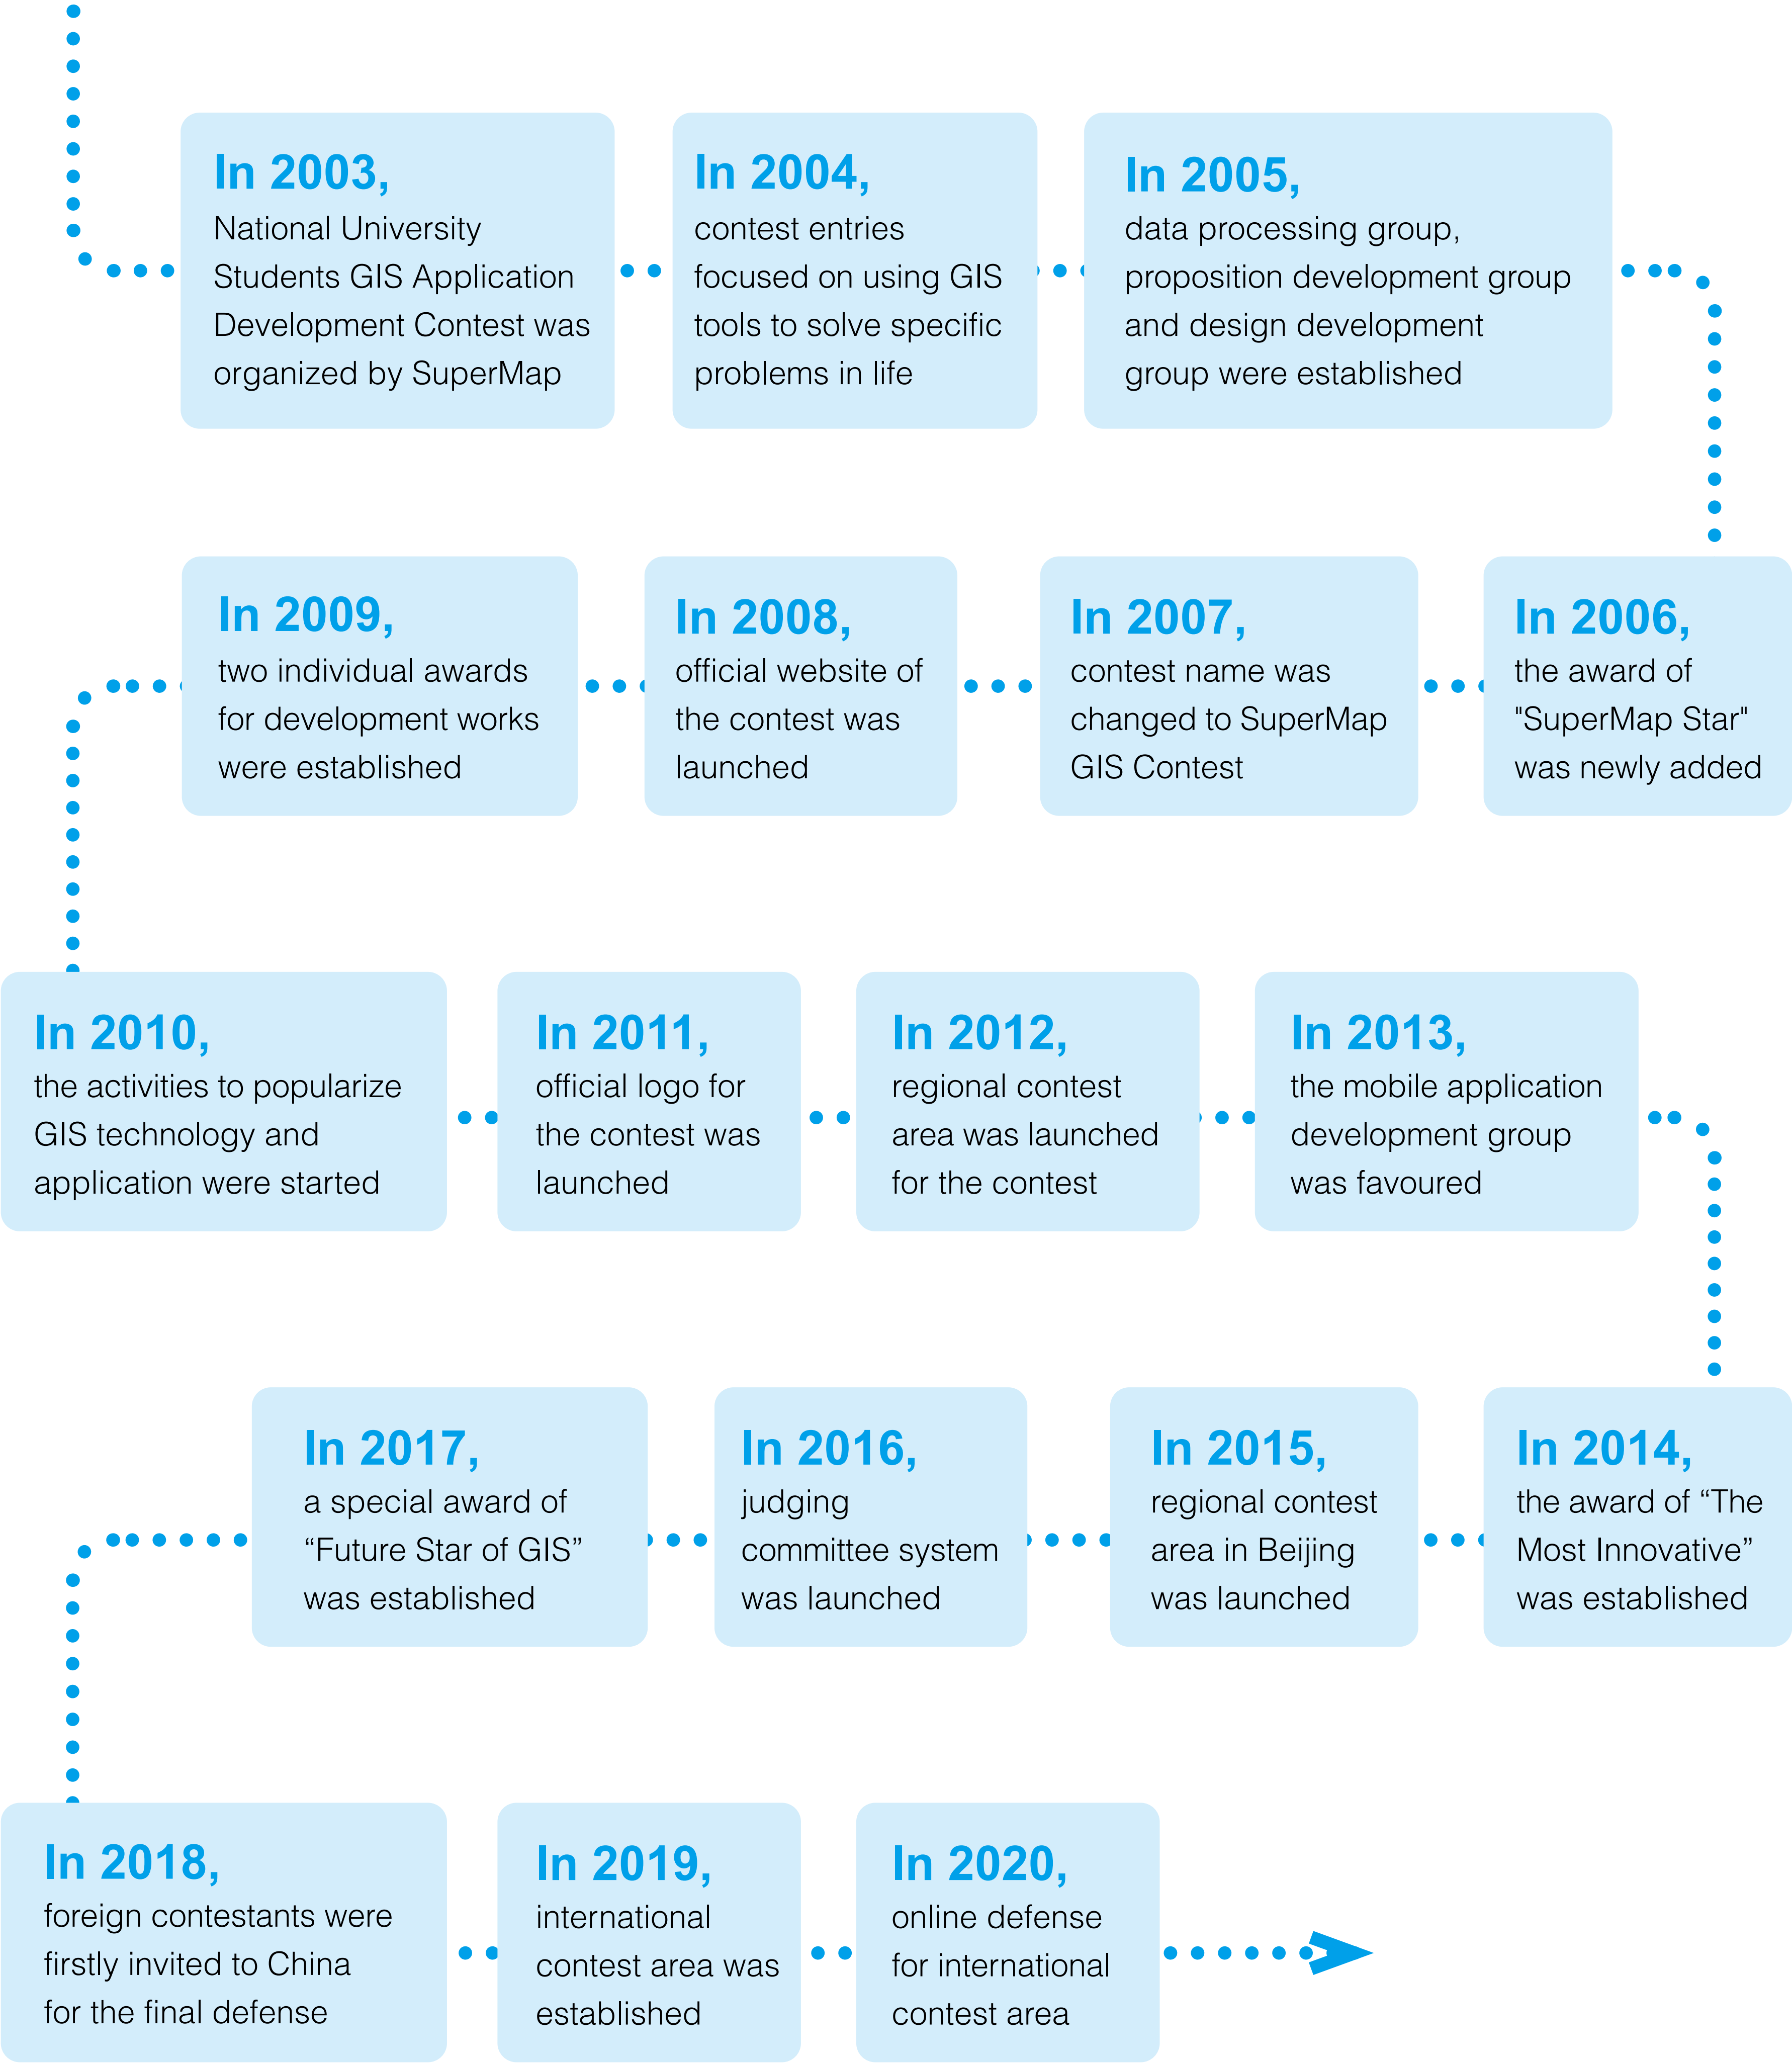 In 2003,
National University
Students GIS Application
Development Contest was
organized by SuperMap
In 2004,
contest entries
focused on using GIS
tools to solve specific
problems in life
In 2005,
data processing group,
proposition development group
and design development
group were established
In 2006,
the award of
"SuperMap Star"
was newly added
In 2007,
contest name was
changed to SuperMap
GIS Contest
In 2008,
official website of
the contest was
launched
In 2009,
two individual awards
for development works
were established
In 2010,
the activities to popularize
GIS technology and
application were started
In 2011,
official logo for
the contest was
launched
In 2012,
regional contest
area was launched
for the contest
In 2013,
the mobile application
development group
was favoured
In 2014,
the award of “The
Most Innovative”
was established
In 2015,
regional contest
area in Beijing
was launched
In 2016,
judging
committee system
was launched
In 2017,
a special award of
“Future Star of GIS”
was established
In 2018,
foreign contestants were
firstly invited to China
for the final defense
In 2019,
international
contest area was
established
In 2020,
online defense
for international
contest area